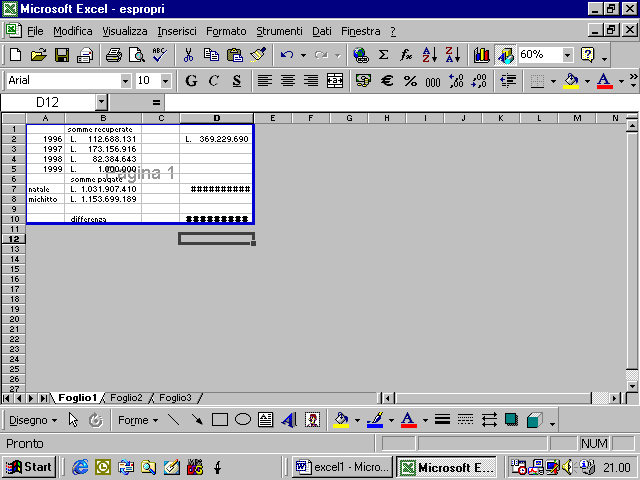 Microsoft Excel - espropri
File Modifica Visualizza Inserisci Formato Strumenti Dati Finestra ?
60%
Arial 10 G C S € % 000
D12 =
A B C D E F G H I J K L M N
1 somme recuperate
2 1996 L. 112.688.131 L. 369.229.690
3 1997 L. 173.156.916
4 1998 L. 82.384.643
5 1999 L. 1.000.000
6 somme pagate
Pagina 1
7 natale L. 1.031.907.410 ##########
8 michitto L. 1.153.699.189
9
10 differenza #########
11
12
13
14
15
16
17
18
19
20
21
22
23
24
25
26
27
Foglio1 Foglio2 Foglio3
Disegno Forme
Pronto NUM
Start excel1 - Micro... Microsoft E... 21.00